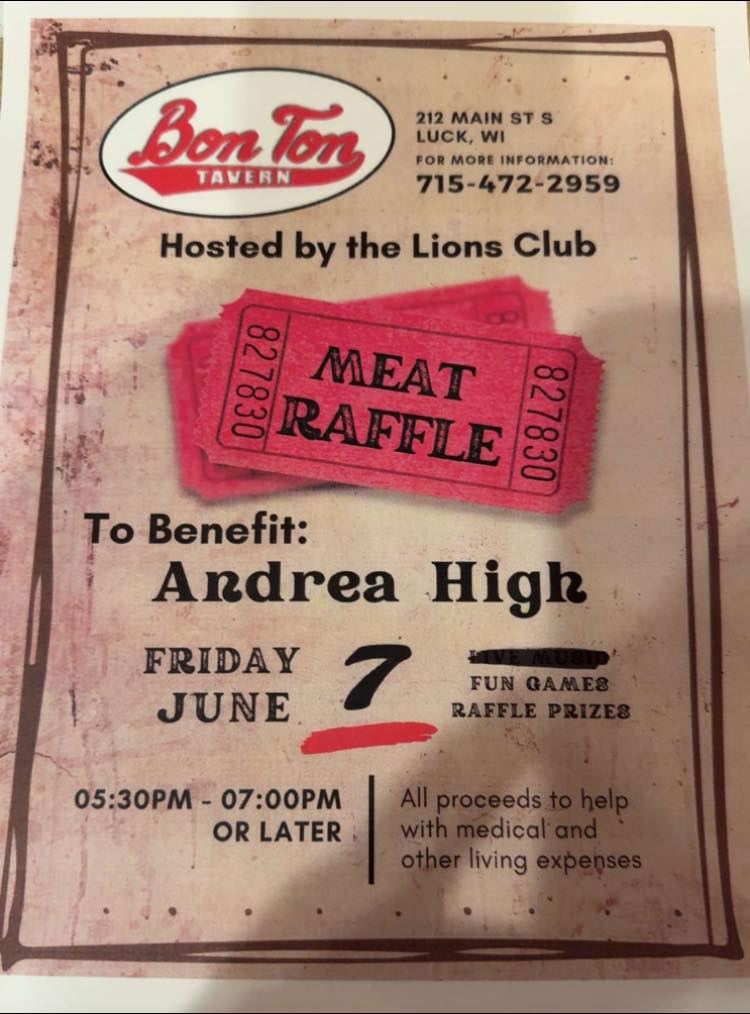 Bon Ton
TAVERN
212 MAIN ST S
LUCK, WI
FOR MORE INFORMATION:
715-472-2959
Hosted by the Lions Club
827830
MEAT
RAFFLE
827830
To Benefit:
Andrea High
FRIDAY
JUNE
7
LIVE MUSIC
FUN GAMES
RAFFLE PRIZES
05:30PM - 07:00PM
OR LATER
All proceeds to help
with medical and
other living expenses